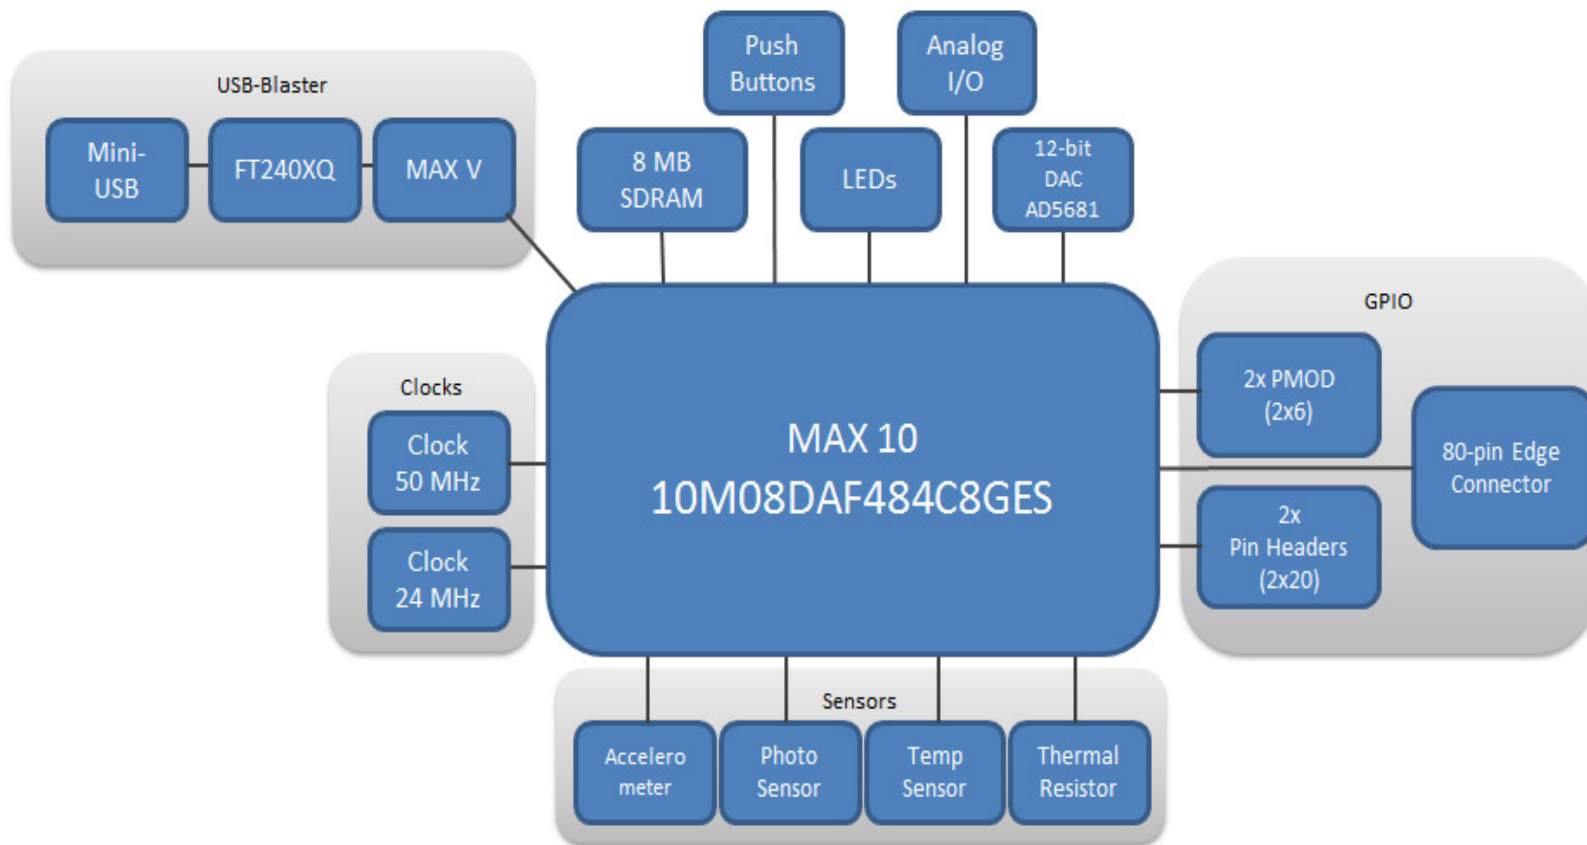 USB-Blaster
Mini-
USB
FT240XQ
MAX V
8 MB
SDRAM
Push
Buttons
LEDs
Analog
I/O
12-bit
DAC
AD5681
Clocks
Clock
50 MHz
Clock
24 MHz
MAX 10
10M08DAF484C8GES
GPIO
2x PMOD
(2x6)
80-pin Edge
Connector
2x
Pin Headers
(2x20)
Sensors
Accelero
meter
Photo
Sensor
Temp
Sensor
Thermal
Resistor